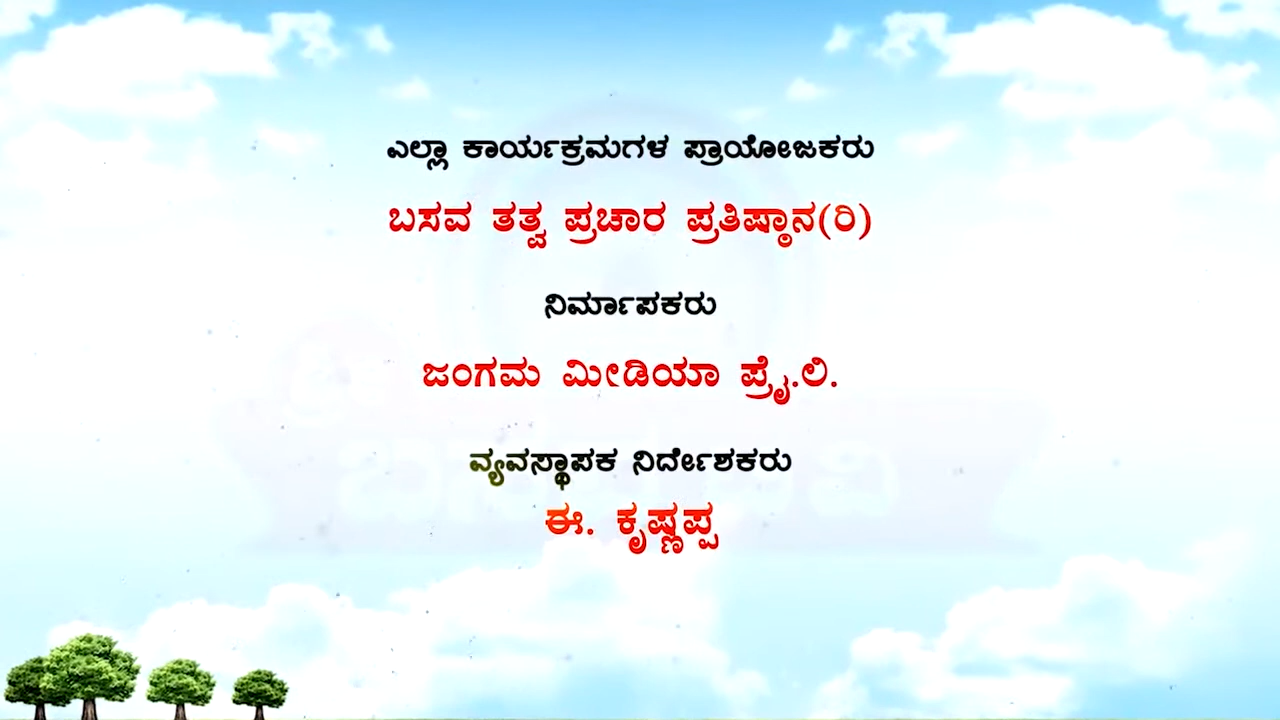 ಎಲ್ಲಾ ಕಾರ್ಯಕ್ರಮಗಳ ಪ್ರಾಯೋಜಕರು
ಬಸವ ತತ್ವ ಪ್ರಚಾರ ಪ್ರತಿಷ್ಠಾನ(ರಿ)
ನಿರ್ಮಾಪಕರು
ಜಂಗಮ ಮೀಡಿಯಾ ಪ್ರೈ.ಲಿ.
ವ್ಯವಸ್ಥಾಪಕ ನಿರ್ದೇಶಕರು
ಈ. ಕೃಷ್ಣಪ್ಪ